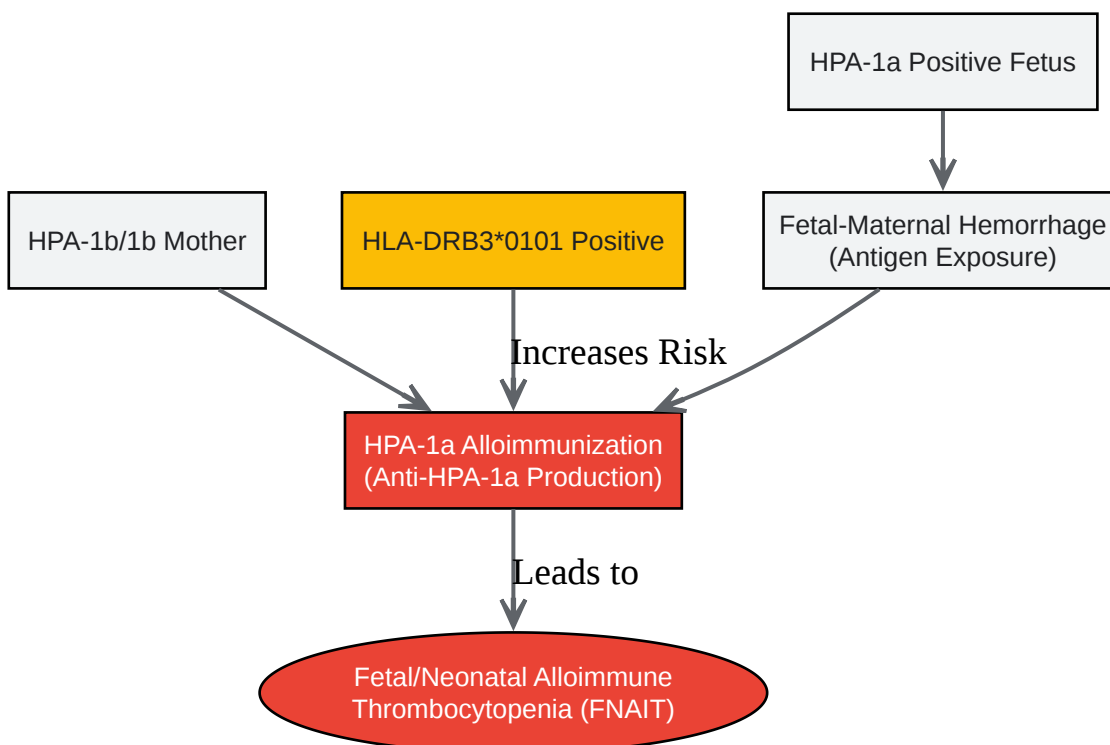 HPA-1a Positive Fetus
HPA-1b/1b Mother
HLA-DRB3*0101 Positive
Fetal-Maternal Hemorrhage
(Antigen Exposure)
Increases Risk
HPA-1a Alloimmunization
(Anti-HPA-1a Production)
Leads to
Fetal/Neonatal Alloimmune
Thrombocytopenia (FNAIT)